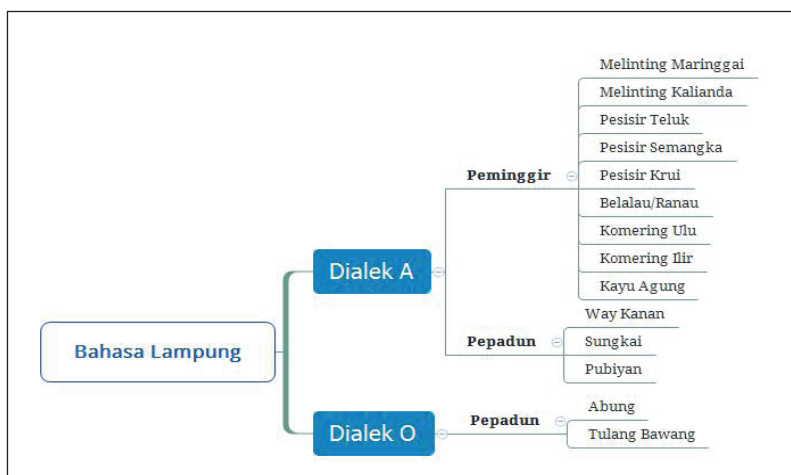 Bahasa Lampung
Dialek A
Peminggir
Melinting Maringgai
Melinting Kalianda
Pesisir Teluk
Pesisir Semangka
Pesisir Krui
Belalau/Ranau
Komering Ulu
Komering Ilir
Kayu Agung
Pepadun
Way Kanan
Sungkai
Pubiyan
Dialek O
Pepadun
Abung
Tulang Bawang